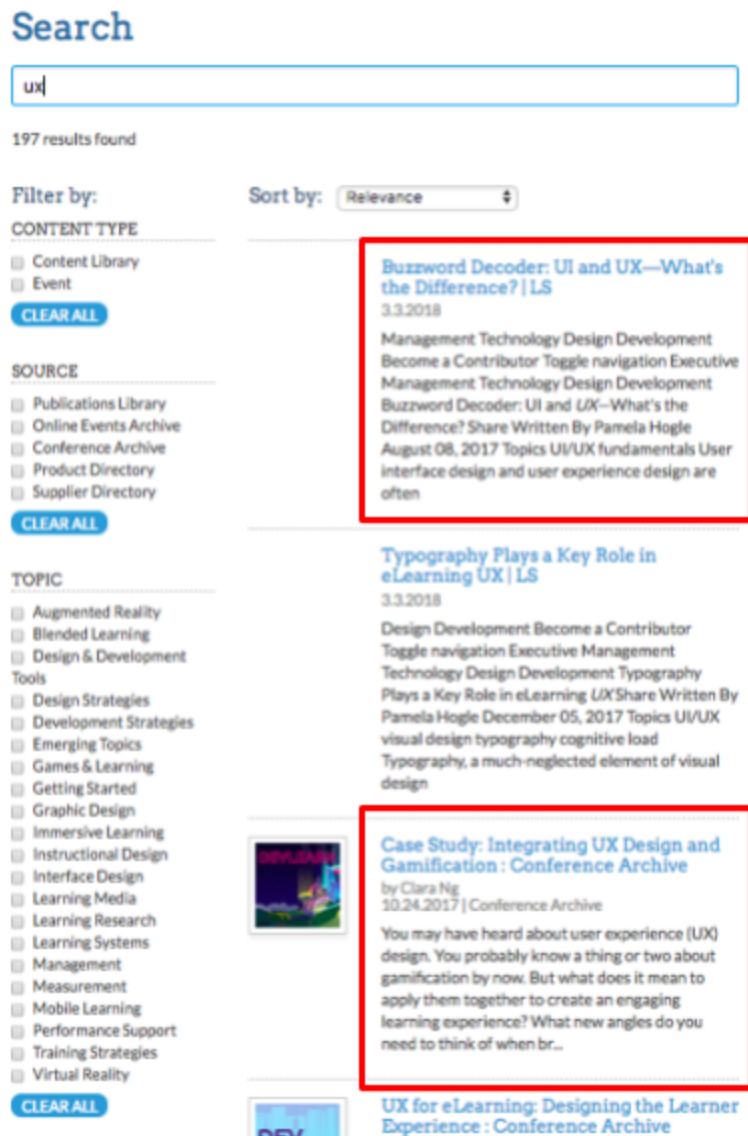 Search
ux
197 results found
Filter by:
CONTENT TYPE
Content Library
Event
CLEAR ALL
SOURCE
Publications Library
Online Events Archive
Conference Archive
Product Directory
Supplier Directory
CLEAR ALL
TOPIC
Augmented Reality
Blended Learning
Design & Development
Tools
Design Strategies
Development Strategies
Emerging Topics
Games & Learning
Getting Started
Graphic Design
Immersive Learning
Instructional Design
Interface Design
Learning Media
Learning Research
Learning Systems
Management
Measurement
Mobile Learning
Performance Support
Training Strategies
Virtual Reality
CLEAR ALL
Sort by: Relevance
Buzzword Decoder: UI and UX—What's
the Difference? | LS
3.3.2018
Management Technology Design Development
Become a Contributor Toggle navigation Executive
Management Technology Design Development
Buzzword Decoder: UI and UX—What's the
Difference? Share Written By Pamela Hogle
August 08, 2017 Topics UI/UX fundamentals User
interface design and user experience design are
often
Typography Plays a Key Role in
eLearning UX | LS
3.3.2018
Design Development Become a Contributor
Toggle navigation Executive Management
Technology Design Development Typography
Plays a Key Role in eLearning UX Share Written By
Pamela Hogle December 05, 2017 Topics UI/UX
visual design typography cognitive load
Typography, a much-neglected element of visual
design
DEVLEARN
Case Study: Integrating UX Design and
Gamification : Conference Archive
by Clara Ng
10.24.2017 | Conference Archive
You may have heard about user experience (UX)
design. You probably know a thing or two about
gamification by now. But what does it mean to
apply them together to create an engaging
learning experience? What new angles do you
need to think of when br...
DEV
UX for eLearning: Designing the Learner
Experience : Conference Archive